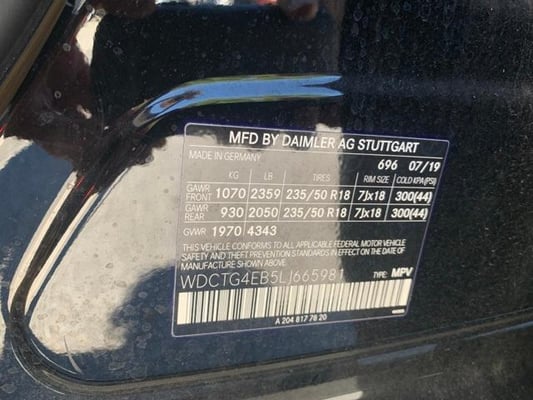 MFD BY DAIMLER AG STUTTGART
MADE IN GERMANY 696 07/19
KG LB TIRES RIM SIZE COLD KPA(PSI)
GAWR FRONT 1070 2359 235/50 R18 7Jx18 300(44)
GAWR REAR 930 2050 235/50 R18 7Jx18 300(44)
GWR 1970 4343
THIS VEHICLE CONFORMS TO ALL APPLICABLE FEDERAL MOTOR VEHICLE
SAFETY AND THEFT PREVENTION STANDARDS IN EFFECT ON THE DATE OF
MANUFACTURE SHOWN ABOVE.
WDCTG4EB5LJ665981 TYPE: MPV
A 204 817 78 20